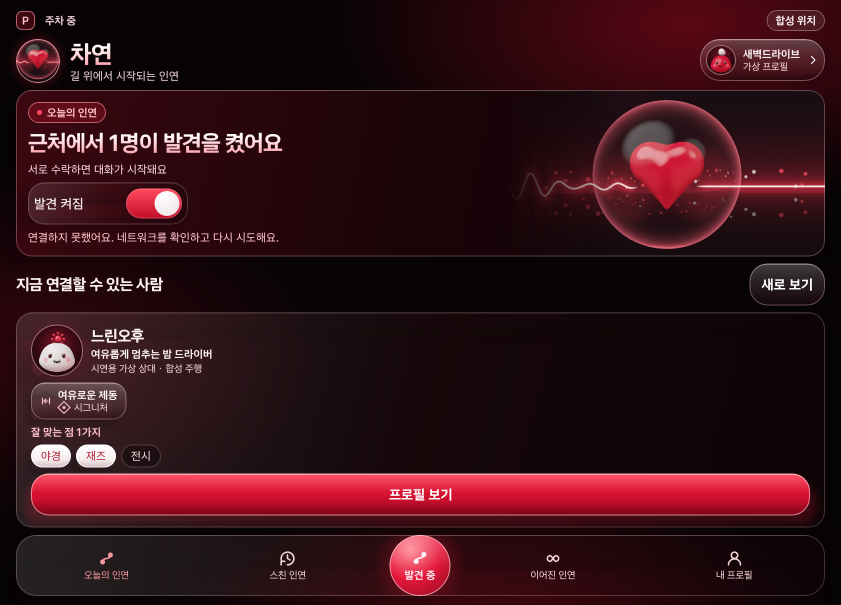 P 주차 중
합성 위치
차연
길 위에서 시작되는 인연
새벽드라이브
가상 프로필
오늘의 인연
근처에서 1명이 발견을 켰어요
서로 수락하면 대화가 시작돼요
발견 켜짐
연결하지 못했어요. 네트워크를 확인하고 다시 시도해요.
지금 연결할 수 있는 사람
새로 보기
느린오후
여유롭게 멈추는 밤 드라이버
시연용 가상 상대 · 합성 주행
여유로운 제동
시그니처
잘 맞는 점 1가지
야경 재즈 전시
프로필 보기
오늘의 인연 스친 인연 발견 중 이어진 인연 내 프로필